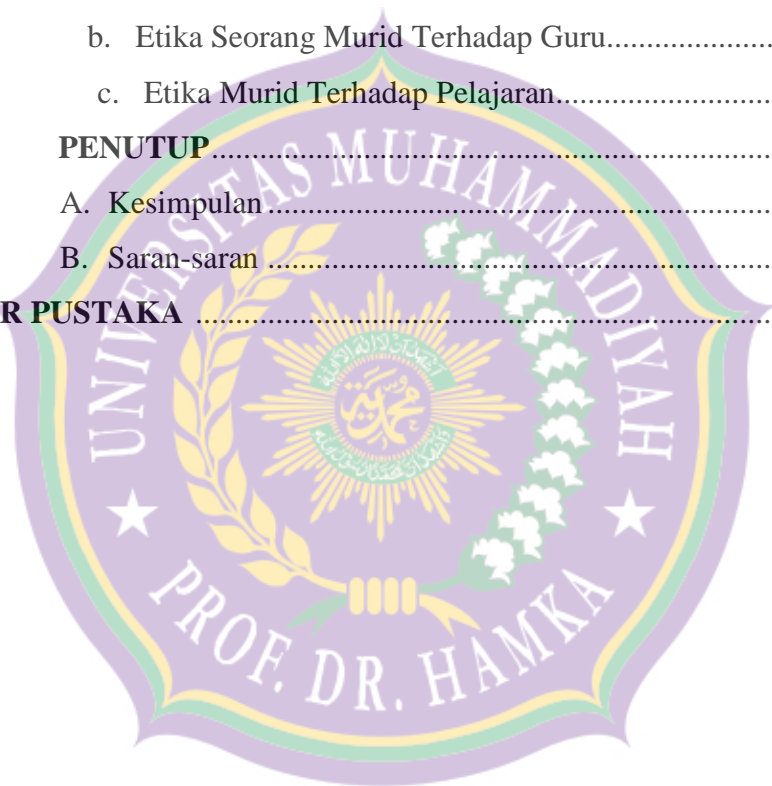 b. Etika Seorang Murid Terhadap Guru.....................
c. Etika Murid Terhadap Pelajaran............................
PENUTUP........................................................................
A. Kesimpulan .................................................................
B. Saran-saran .................................................................
R PUSTAKA ..........................................................................
UNIVERSITAS MUHAMMADIYAH
محمدية
PROF. DR. HAMKA